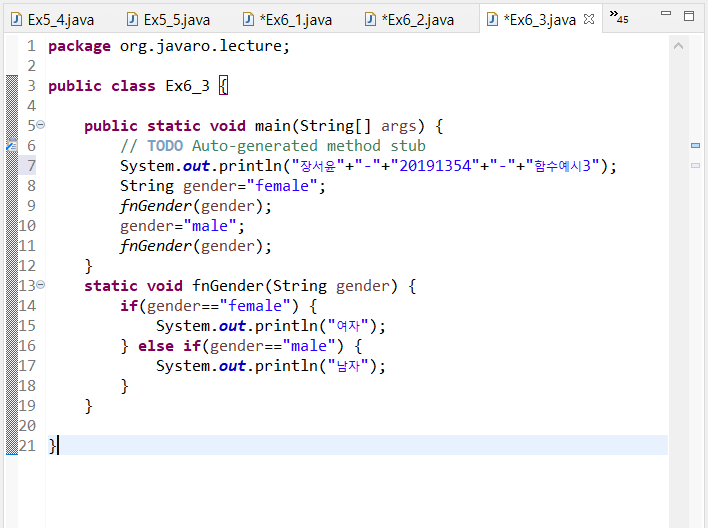 Ex5_4.java Ex5_5.java *Ex6_1.java *Ex6_2.java *Ex6_3.java »45
1 package org.javaro.lecture;
2
3 public class Ex6_3 {
4
5 public static void main(String[] args) {
6 // TODO Auto-generated method stub
7 System.out.println("장서윤"+"-"+"20191354"+"-"+"함수예시3");
8 String gender="female";
9 fnGender(gender);
10 gender="male";
11 fnGender(gender);
12 }
13 static void fnGender(String gender) {
14 if(gender=="female") {
15 System.out.println("여자");
16 } else if(gender=="male") {
17 System.out.println("남자");
18 }
19 }
20
21 }